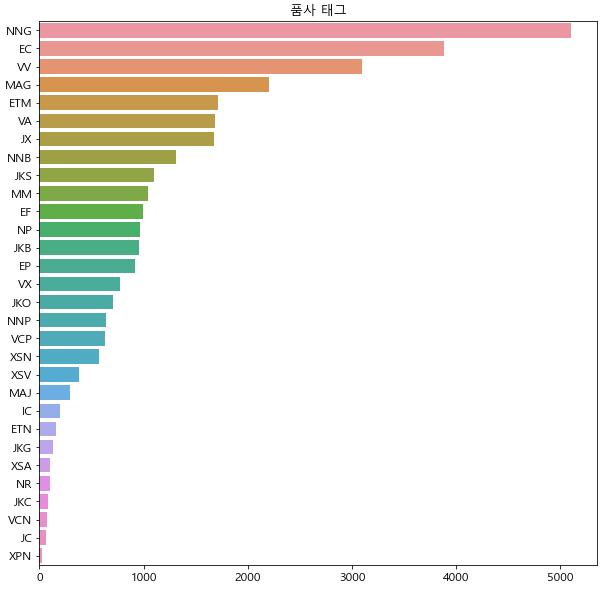 품사 태그
NNG
EC
VV
MAG
ETM
VA
JX
NNB
JKS
MM
EF
NP
JKB
EP
VX
JKO
NNP
VCP
XSN
XSV
MAJ
IC
ETN
JKG
XSA
NR
JKC
VCN
JC
XPN
0 1000 2000 3000 4000 5000